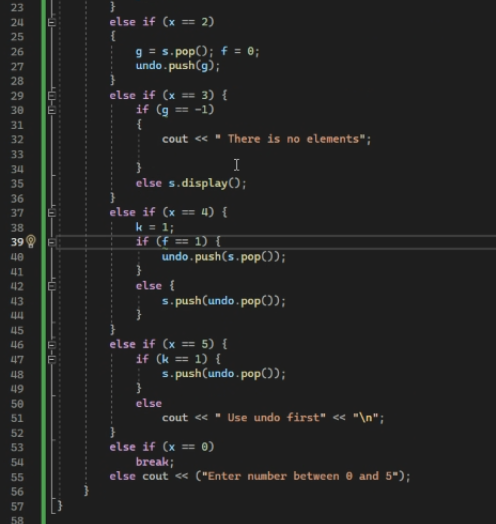 23 }
24 else if (x == 2)
25 {
26 g = s.pop(); f = 0;
27 undo.push(g);
28 }
29 else if (x == 3) {
30 if (g == -1)
31 {
32 cout << " There is no elements";
33
34 }
35 else s.display();
36 }
37 else if (x == 4) {
38 k = 1;
39 if (f == 1) {
40 undo.push(s.pop());
41 }
42 else {
43 s.push(undo.pop());
44 }
45 }
46 else if (x == 5) {
47 if (k == 1) {
48 s.push(undo.pop());
49 }
50 else
51 cout << " Use undo first" << "\n";
52 }
53 else if (x == 0)
54 break;
55 else cout << ("Enter number between 0 and 5");
56 }
57 }
58